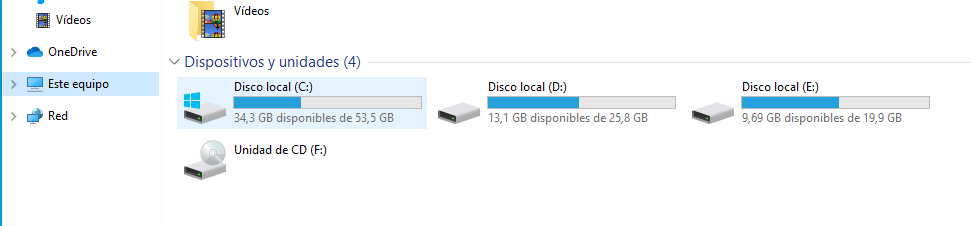 Vídeos
OneDrive
Este equipo
Red
Vídeos
Dispositivos y unidades (4)
Disco local (C:)
34,3 GB disponibles de 53,5 GB
Disco local (D:)
13,1 GB disponibles de 25,8 GB
Disco local (E:)
9,69 GB disponibles de 19,9 GB
Unidad de CD (F:)